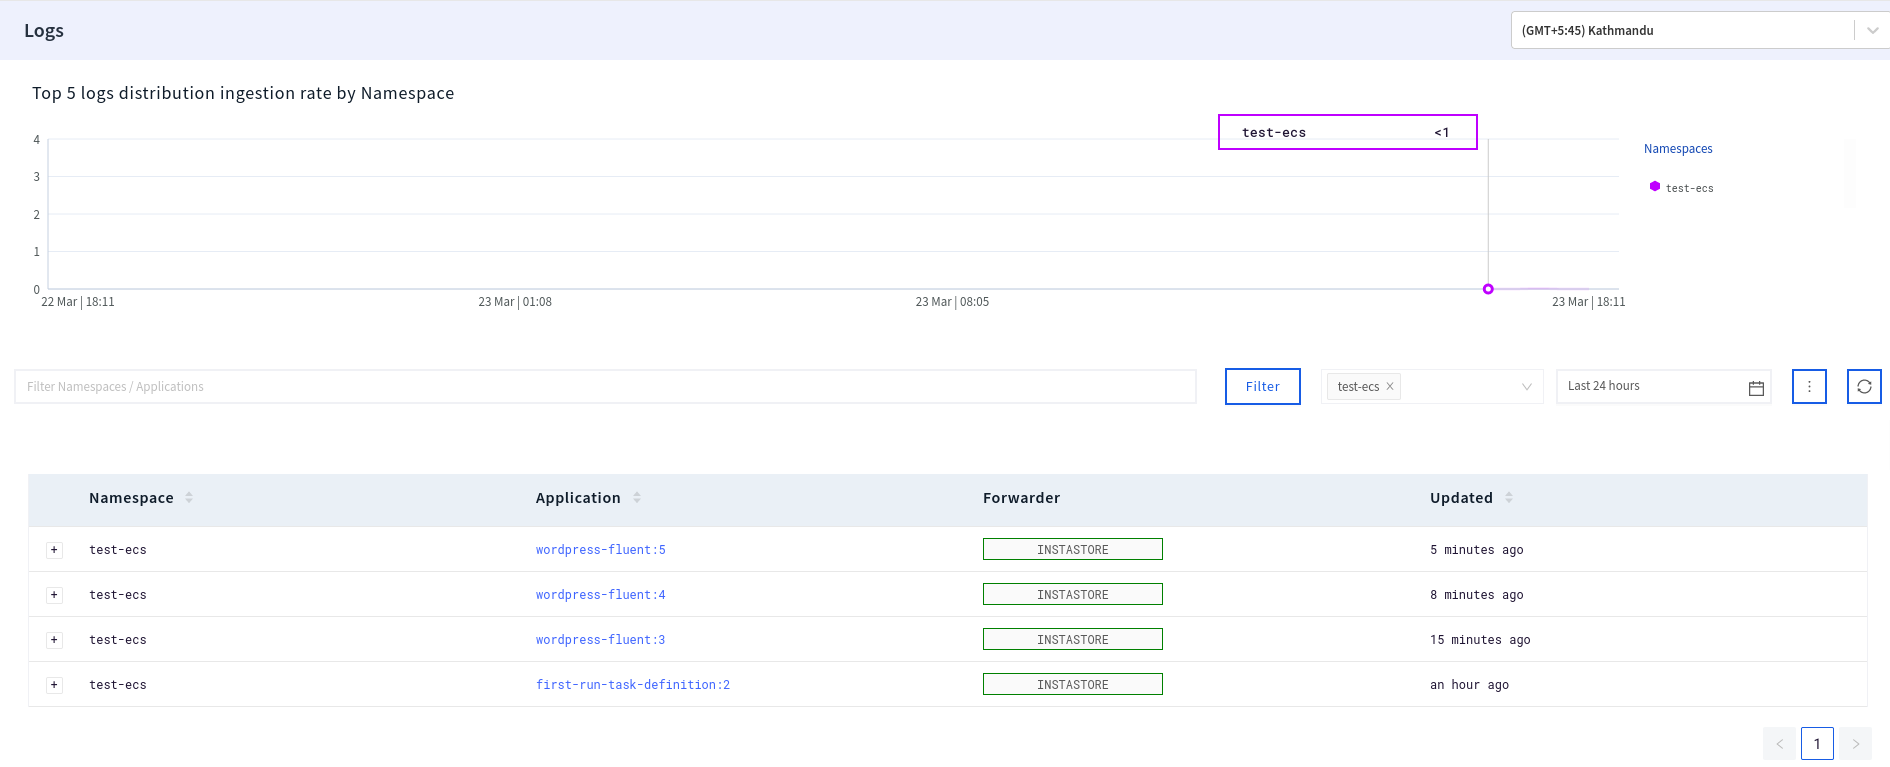 Logs
(GMT+5:45) Kathmandu
Top 5 logs distribution ingestion rate by Namespace
test-ecs <1
4
3
2
1
0
22 Mar | 18:11 23 Mar | 01:08 23 Mar | 08:05 23 Mar | 18:11
Namespaces
test-ecs
Filter Namespaces / Applications Filter test-ecs Last 24 hours
Namespace Application Forwarder Updated
+ test-ecs wordpress-fluent:5 INSTASTORE 5 minutes ago
+ test-ecs wordpress-fluent:4 INSTASTORE 8 minutes ago
+ test-ecs wordpress-fluent:3 INSTASTORE 15 minutes ago
+ test-ecs first-run-task-definition:2 INSTASTORE an hour ago
< 1 >